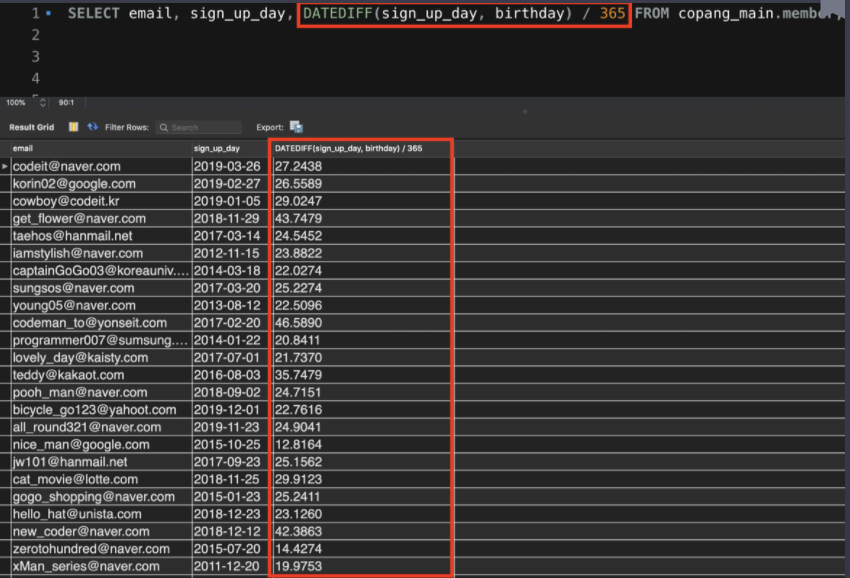 1 SELECT email, sign_up_day, DATEDIFF(sign_up_day, birthday) / 365 FROM copang_main.member;
2
3
4
100% 90:1
Result Grid Filter Rows: Search Export:
email sign_up_day DATEDIFF(sign_up_day, birthday) / 365
codeit@naver.com 2019-03-26 27.2438
korin02@google.com 2019-02-27 26.5589
cowboy@codeit.kr 2019-01-05 29.0247
get_flower@naver.com 2018-11-29 43.7479
taehos@hanmail.net 2017-03-14 24.5452
iamstylish@naver.com 2012-11-15 23.8822
captainGoGo03@koreauniv.... 2014-03-18 22.0274
sungsos@naver.com 2017-03-20 25.2274
young05@naver.com 2013-08-12 22.5096
codeman_to@yonseit.com 2017-02-20 46.5890
programmer007@sumsung.... 2014-01-22 20.8411
lovely_day@kaisty.com 2017-07-01 21.7370
teddy@kakaot.com 2016-08-03 35.7479
pooh_man@naver.com 2018-09-02 24.7151
bicycle_go123@yahoot.com 2019-12-01 22.7616
all_round321@naver.com 2019-11-23 24.9041
nice_man@google.com 2015-10-25 12.8164
jw101@hanmail.net 2017-09-23 25.1562
cat_movie@lotte.com 2018-11-25 29.9123
gogo_shopping@naver.com 2015-01-23 25.2411
hello_hat@unista.com 2018-12-23 23.1260
new_coder@naver.com 2018-12-12 42.3863
zerotohundred@naver.com 2015-07-20 14.4274
xMan_series@naver.com 2011-12-20 19.9753